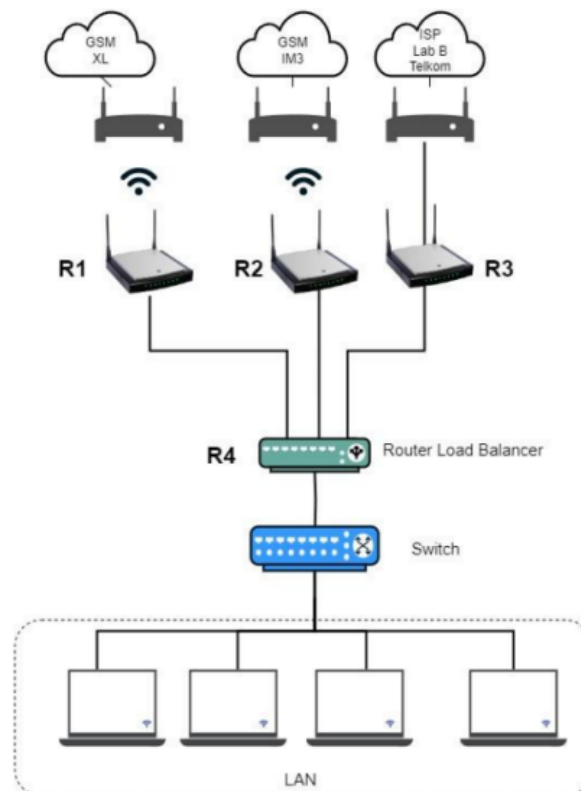 GSM
XL
GSM
IM3
ISP
Lab B
Telkom
R1
R2
R3
R4
Router Load Balancer
Switch
LAN